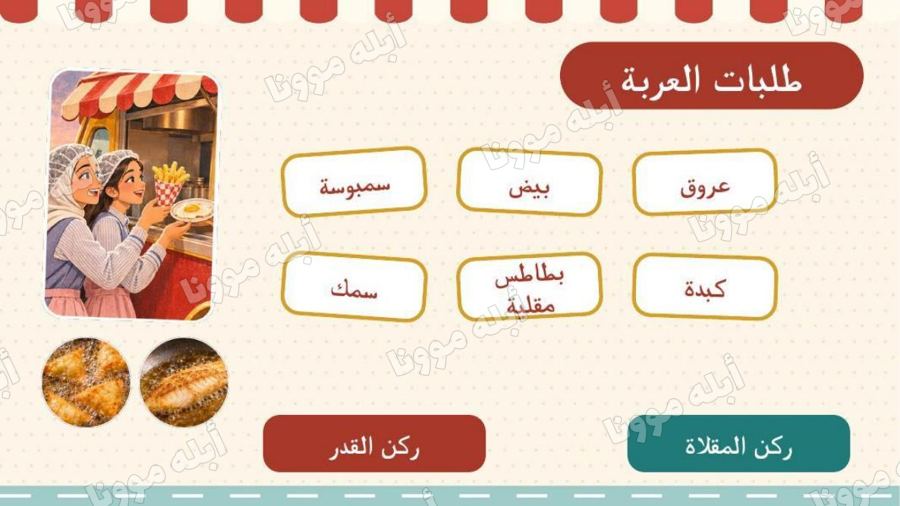 طلبات العربة
عروق
بيض
سمبوسة
كبدة
بطاطس
مقلية
سمك
ركن المقلاة
ركن القدر
أبله موونا